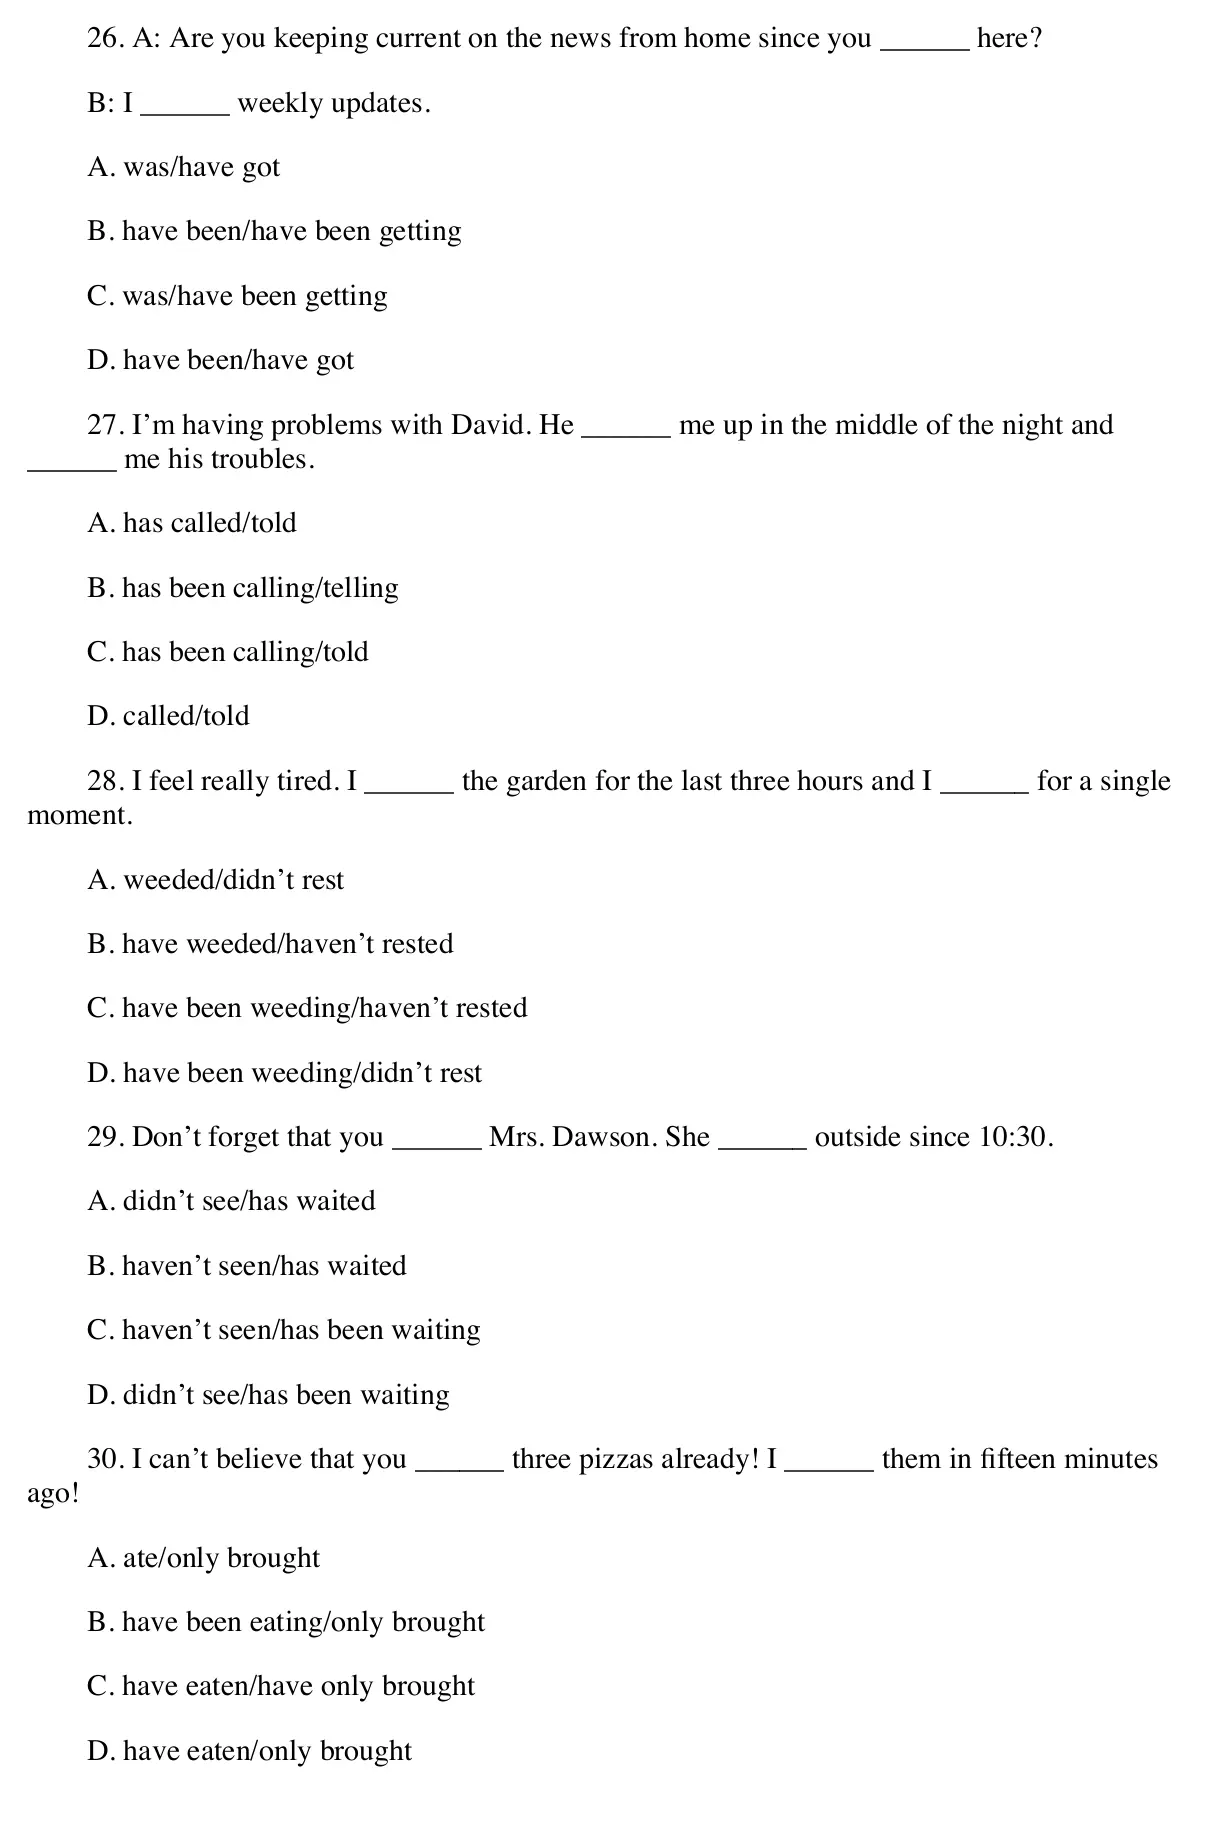 26. A: Are you keeping current on the news from home since you ______ here?
B: I ______ weekly updates.
A. was/have got
B. have been/have been getting
C. was/have been getting
D. have been/have got
27. I’m having problems with David. He ______ me up in the middle of the night and
______ me his troubles.
A. has called/told
B. has been calling/telling
C. has been calling/told
D. called/told
28. I feel really tired. I ______ the garden for the last three hours and I ______ for a single
moment.
A. weeded/didn’t rest
B. have weeded/haven’t rested
C. have been weeding/haven’t rested
D. have been weeding/didn’t rest
29. Don’t forget that you ______ Mrs. Dawson. She ______ outside since 10:30.
A. didn’t see/has waited
B. haven’t seen/has waited
C. haven’t seen/has been waiting
D. didn’t see/has been waiting
30. I can’t believe that you ______ three pizzas already! I ______ them in fifteen minutes
ago!
A. ate/only brought
B. have been eating/only brought
C. have eaten/have only brought
D. have eaten/only brought